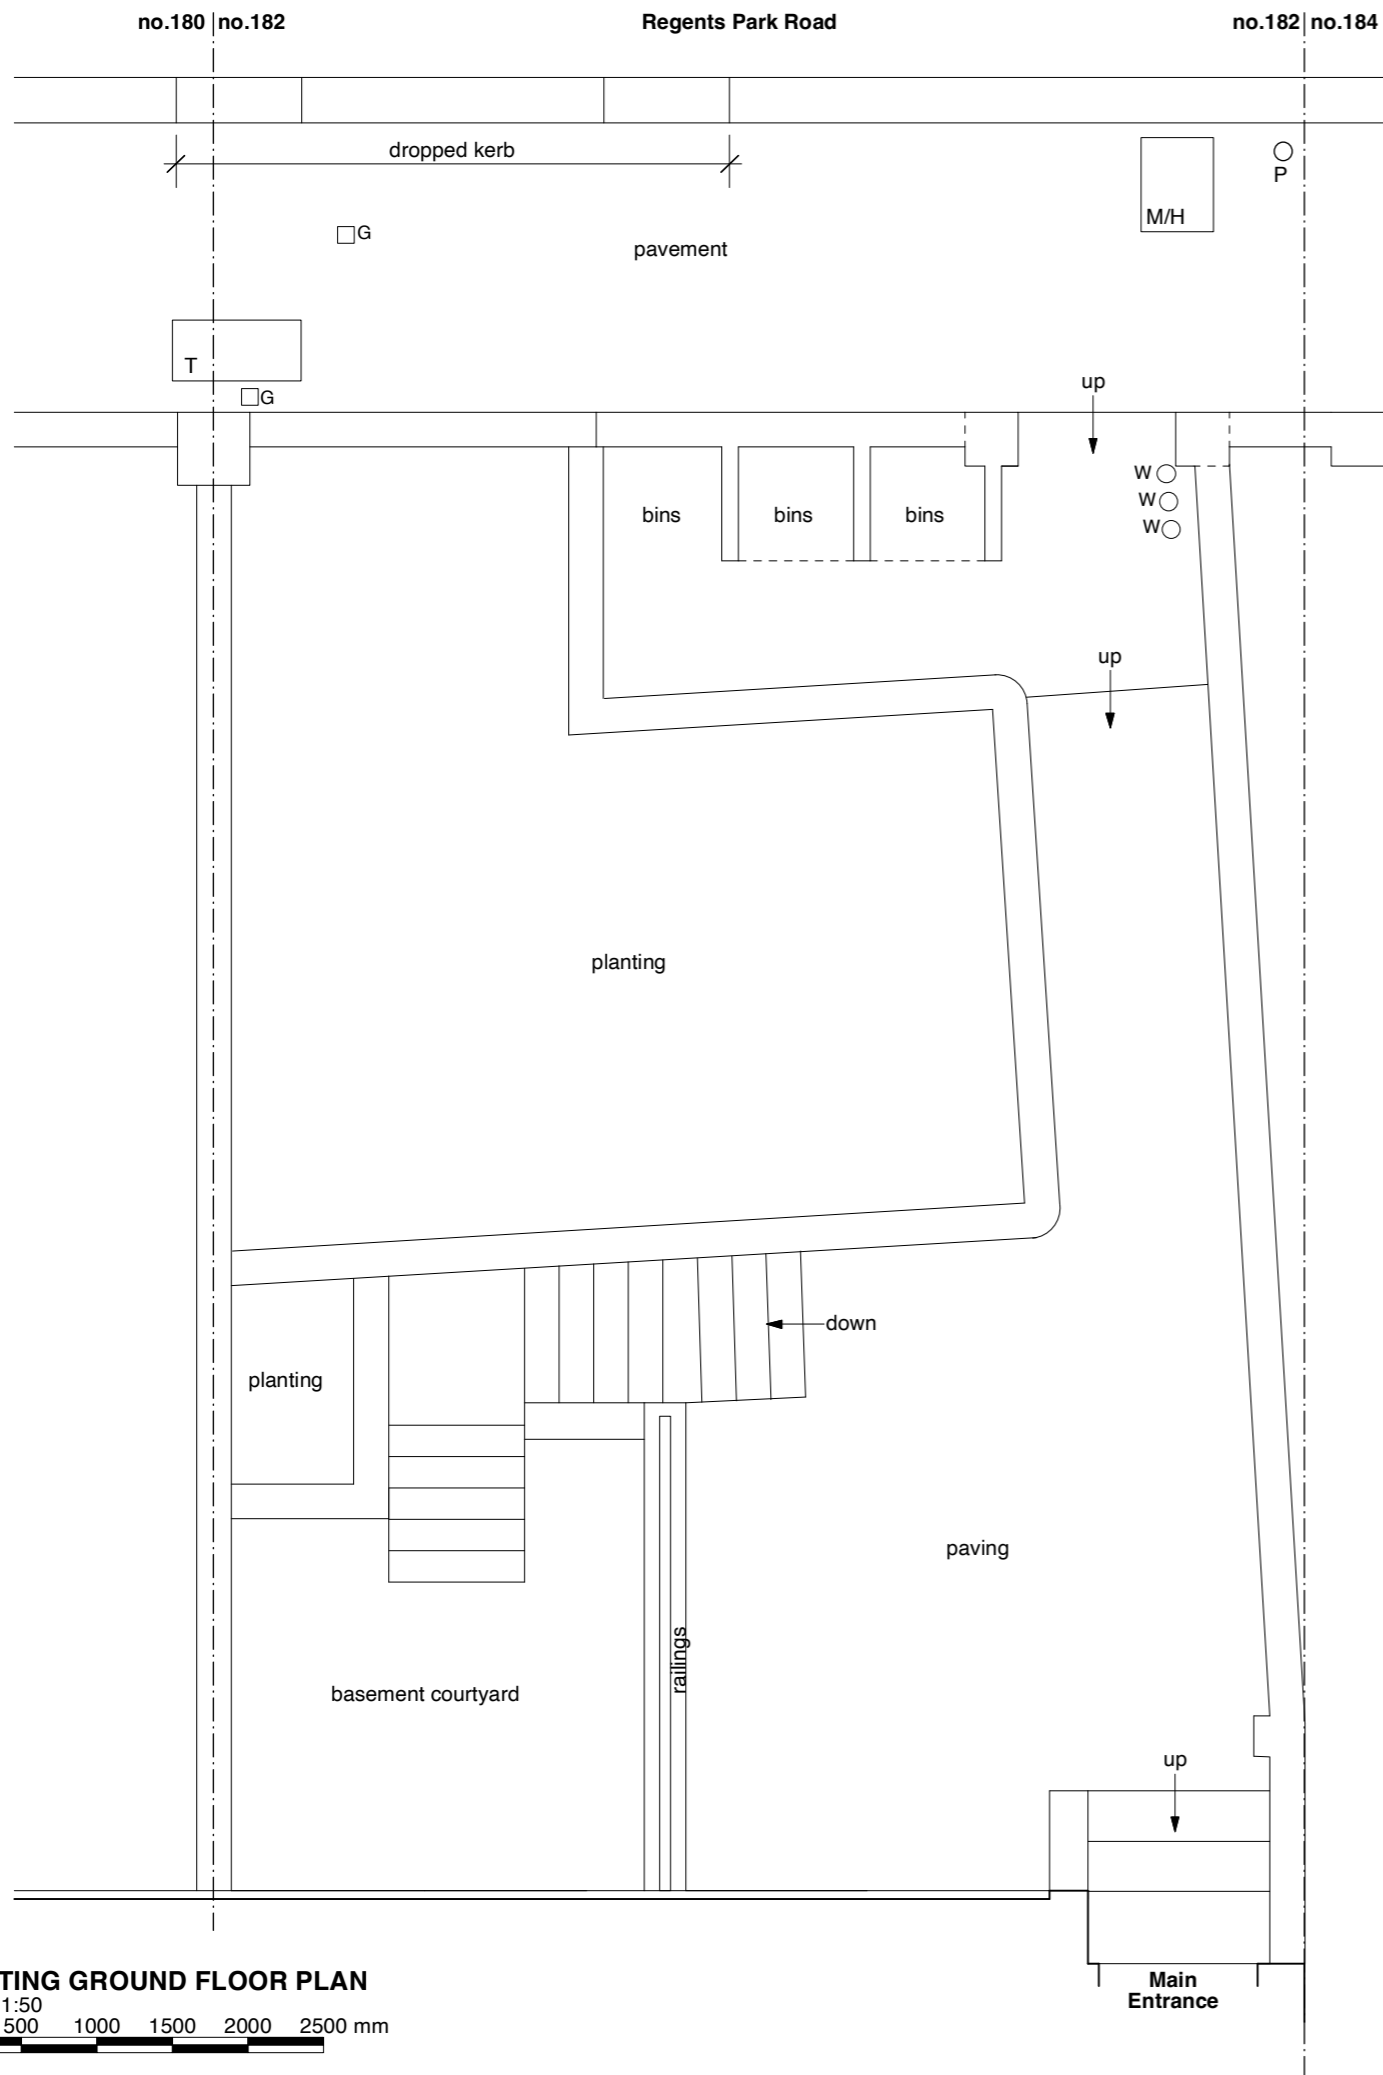 no.180 no.182
Regents Park Road
no.182 no.184
dropped kerb
P
M/H
G
pavement
T
G
up
W
bins bins bins
W
W
up
planting
down
planting
paving
railings
basement courtyard
up
TING GROUND FLOOR PLAN
Main
Entrance
1:50
500 1000 1500 2000 2500 mm